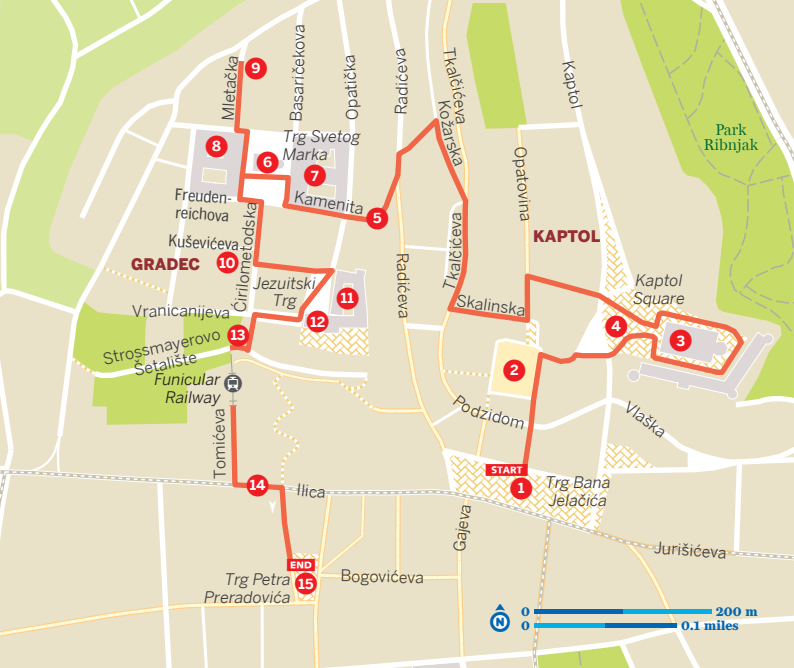 Mletačka
Basaričekova
Opatička
Radićeva
Tkalčićeva
Kožarska
Kaptol
Park
Ribnjak
9
8
6
Trg Svetog
Marka
7
Opatovina
Freuden-
reichova
Kamenita
5
Kuševićeva
GRADEC
10
Ćirilometodska
Radićeva
Tkalčićeva
KAPTOL
Jezuitski
Trg
11
Skalinska
Kaptol
Square
Vranicanijeva
12
4
3
13
Strossmayerovo
Šetalište
Funicular
Railway
2
Podzidom
Vlaška
Tomićeva
START
1
Trg Bana
Jelačića
14
Ilica
Gajeva
Jurišićeva
END
15
Trg Petra
Preradovića
Bogovićeva
N
0
200 m
0
0.1 miles